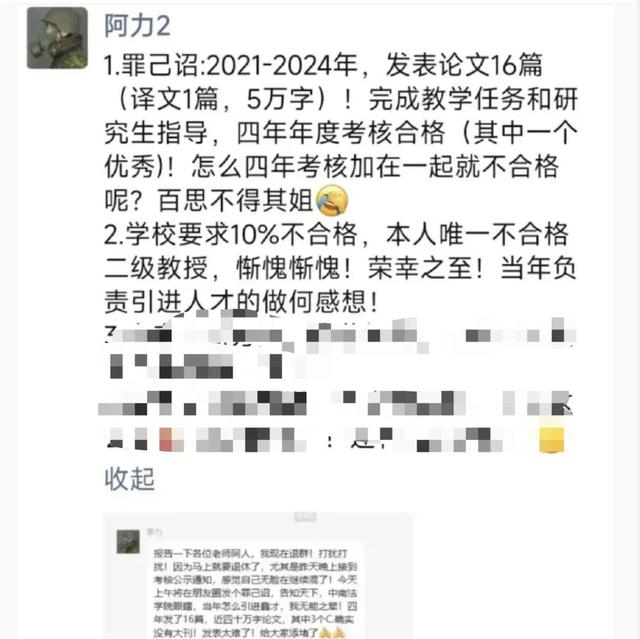 阿力2
1.罪己诏:2021-2024年，发表论文16篇
（译文1篇，5万字）！完成教学任务和研
究生指导，四年年度考核合格（其中一个
优秀)！怎么四年考核加在一起就不合格
呢？百思不得其姐
2.学校要求10%不合格，本人唯一不合格
二级教授，惭愧惭愧！荣幸之至！当年负
责引进人才的做何感想！
收起
报告一下各位老师阿人，我现在退群！打扰打
扰！因为马上就要退休了，尤其是昨天晚上接到
考核公示通知，感觉自己无脸在继续混了！今天
上午将在朋友圈发个罪己诏，告知天下，中南法
学院眼瞎，当年怎么引进蠢才，我无能之辈！四
年发了16篇，近四十万字论文，其中3个C.确实
没有大刊！发表大难了！给大家添堵了